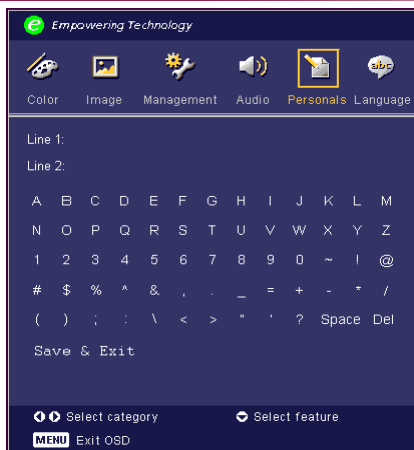 e Empowering Technology
Color Image Management Audio Personals Language
Line 1:
Line 2:
A B C D E F G H I J K L M
N O P Q R S T U V W X Y Z
1 2 3 4 5 6 7 8 9 0 ~ ! @
# $ % ^ & , . _ = + - * /
( ) ; : \ < > " ' ? Space Del
Save & Exit
Select category Select feature
MENU Exit OSD